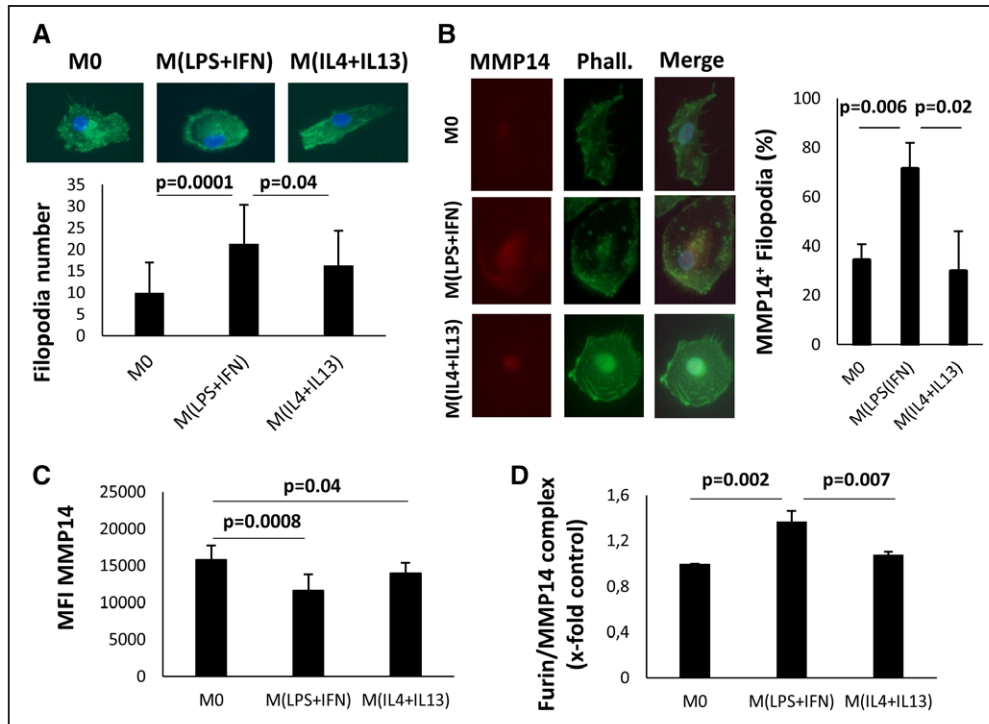 A
M0 M(LPS+IFN) M(IL4+IL13)
Filopodia number
35
30
25
20
15
10
5
0
p=0.0001 p=0.04
M0
M(LPS+IFN)
M(IL4+IL13)
B
MMP14 Phall. Merge
M0
M(LPS+IFN)
M(IL4+IL13)
MMP14⁺ Filopodia (%)
100
80
60
40
20
0
p=0.006 p=0.02
M0
M(LPS(IFN)
M(IL4+IL13)
C
MFI MMP14
25000
20000
15000
10000
5000
0
p=0.04
p=0.0008
M0 M(LPS+IFN) M(IL4+IL13)
D
Furin/MMP14 complex
(x-fold control)
1,6
1,2
0,8
0,4
0
p=0.002 p=0.007
M0 M(LPS+IFN) M(IL4+IL13)